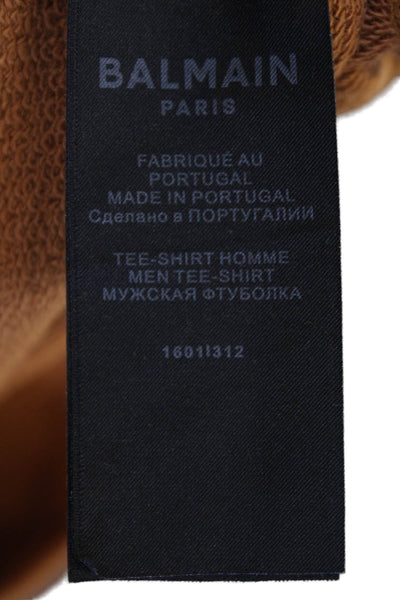 BALMAIN
PARIS
FABRIQUÉ AU
PORTUGAL
MADE IN PORTUGAL
Сделано в ПОРТУГАЛИИ
TEE-SHIRT HOMME
MEN TEE-SHIRT
МУЖСКАЯ ФТУБОЛКА
1601I312